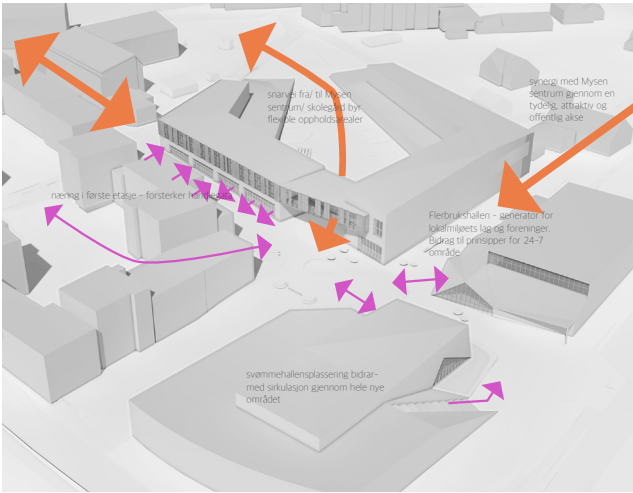 snarvei fra/ til Mysen
sentrum/ skolegård byr
flexible oppholdsarealer
synergi med Mysen
sentrum gjennom en
tydelig, attraktiv og
offentlig akse
næring i første etasje – forsterker
Flerbrukshallen – generator for
lokalmiljøets lag og foreninger.
Bidrag til prinsipper for 24-7
område
svømmehallensplassering bidrar-
med sirkulasjon gjennom hele nye
området